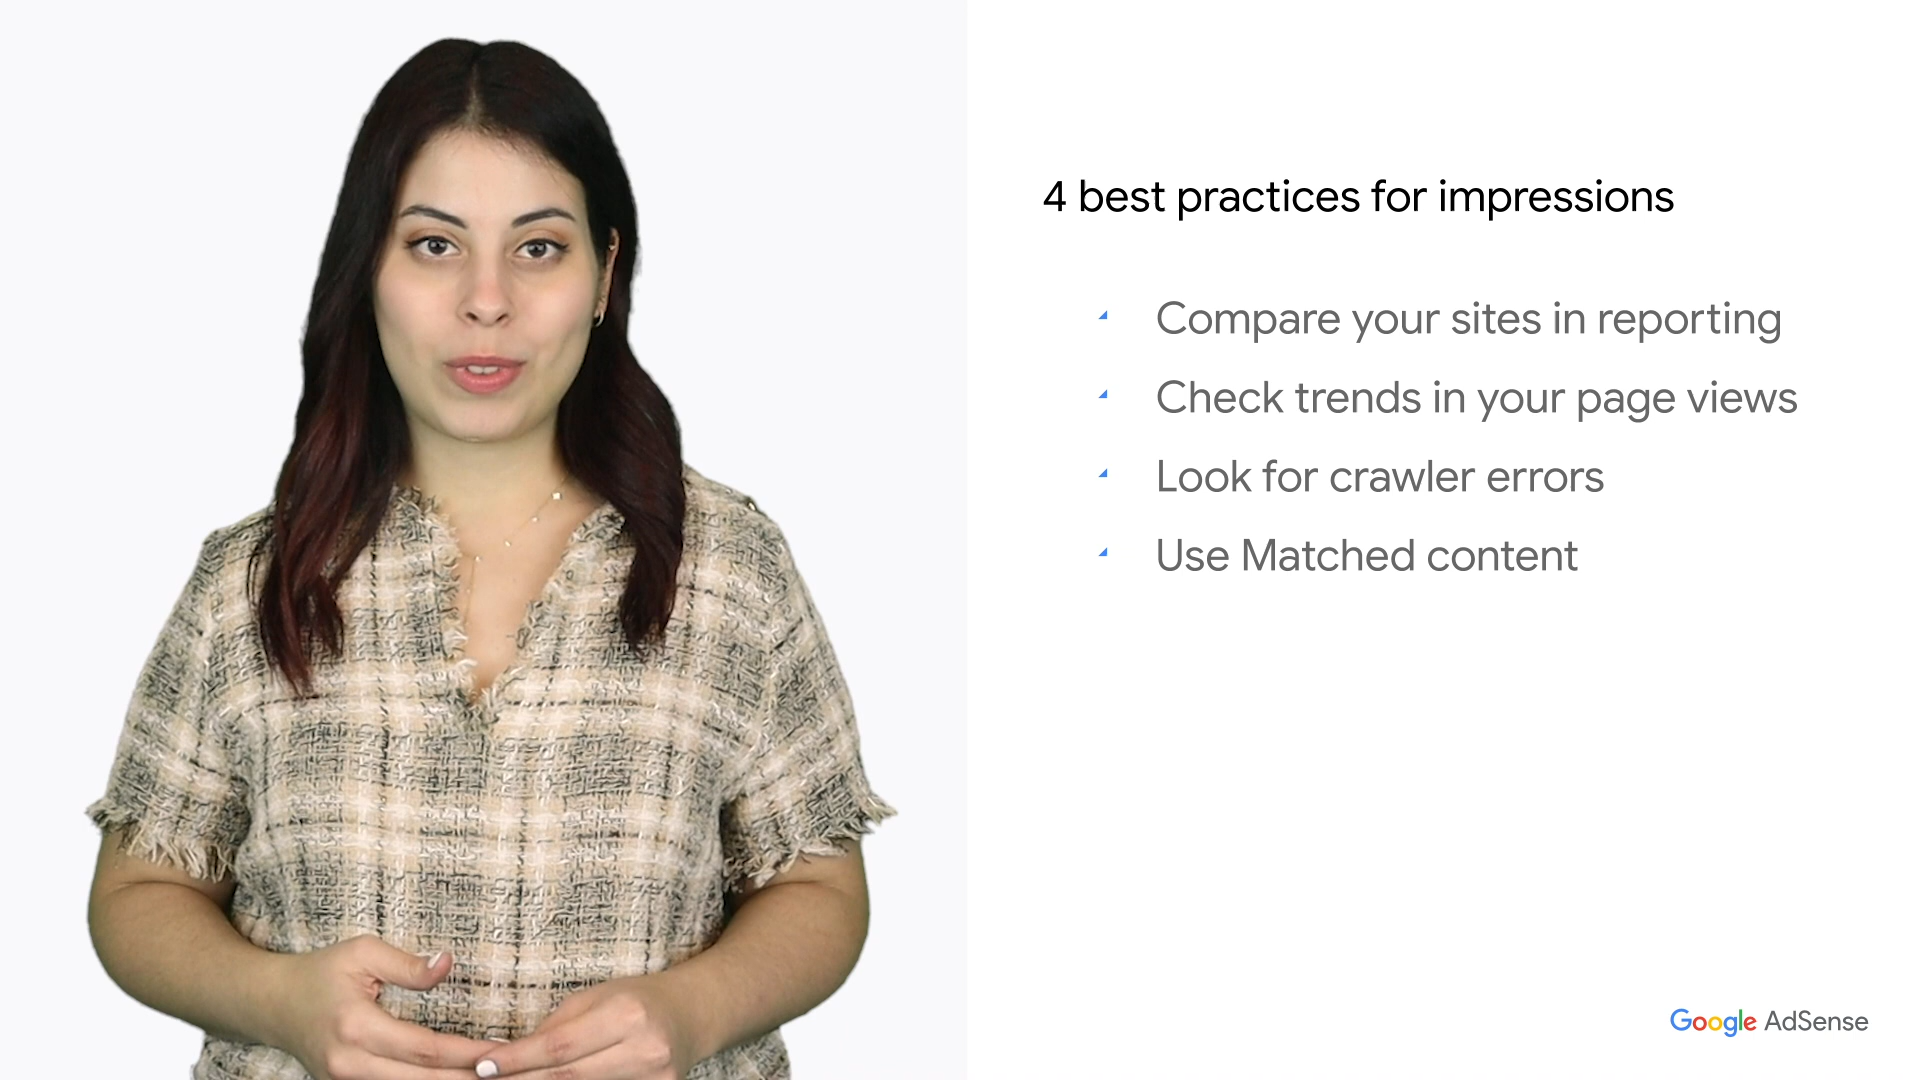 4 best practices for impressions
Compare your sites in reporting
Check trends in your page views
Look for crawler errors
Use Matched content
Google AdSense